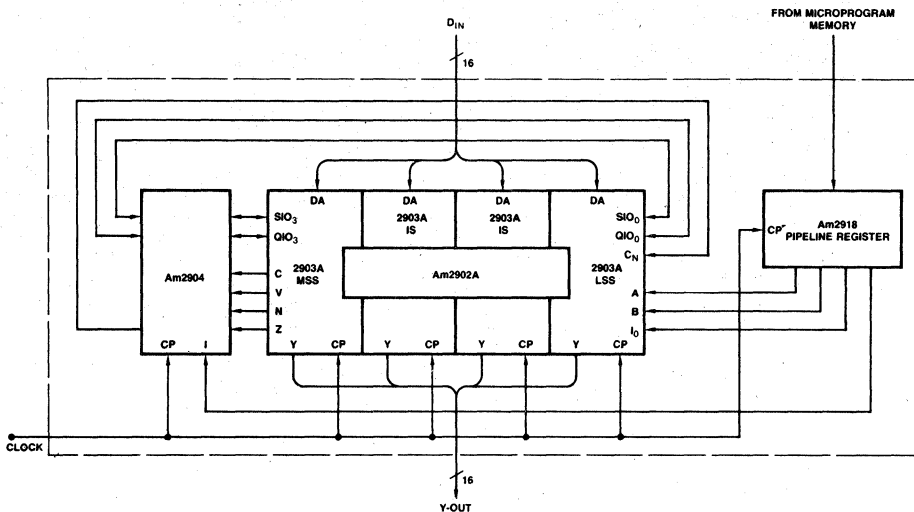 D_IN
16
FROM MICROPROGRAM
MEMORY
DA
DA
DA
DA
SIO3
QIO3
2903A
IS
2903A
IS
SIO0
QIO0
CN
Am2918
PIPELINE REGISTER
CP
Am2904
2903A
MSS
Am2902A
2903A
LSS
C
V
N
Z
A
B
I0
CP
I
Y
CP
Y
CP
Y
CP
Y
CP
CLOCK
16
Y-OUT